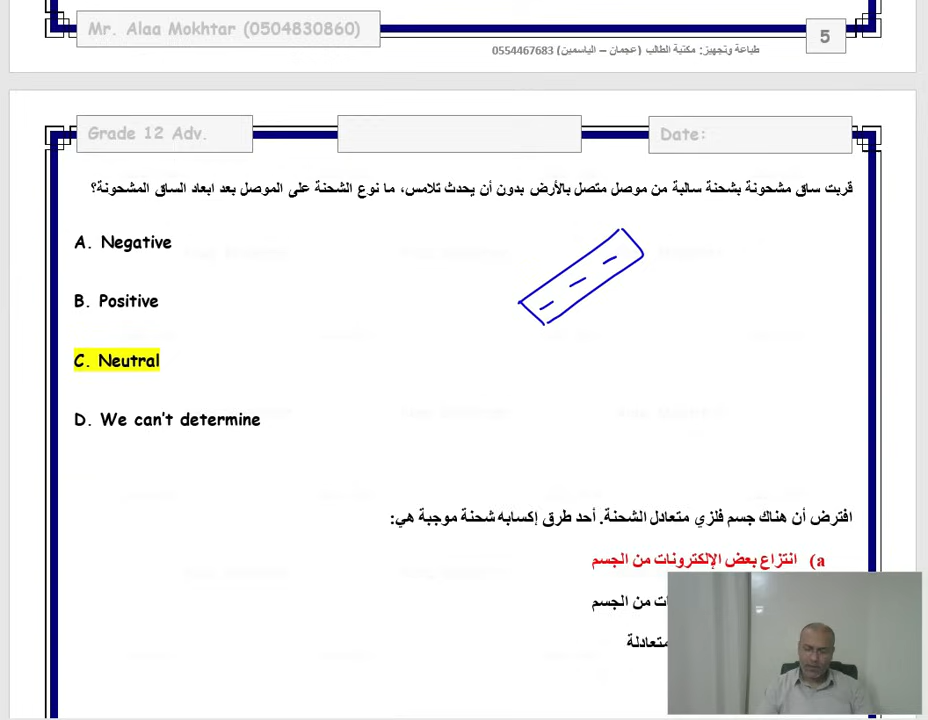 Mr. Alaa Mokhtar (0504830860)
5
طباعة وتجهيز: مكتبة الطالب (عجمان – الياسمين) 0554467683
Grade 12 Adv.
Date:
قربت ساق مشحونة بشحنة سالبة من موصل متصل بالأرض بدون أن يحدث تلامس، ما نوع الشحنة على الموصل بعد ابعاد الساق المشحونة؟
A. Negative
B. Positive
C. Neutral
D. We can't determine
افترض أن هناك جسم فلزي متعادل الشحنة. أحد طرق إكسابه شحنة موجبة هي:
a) انتزاع بعض الإلكترونات من الجسم
من الجسم
متعادلة